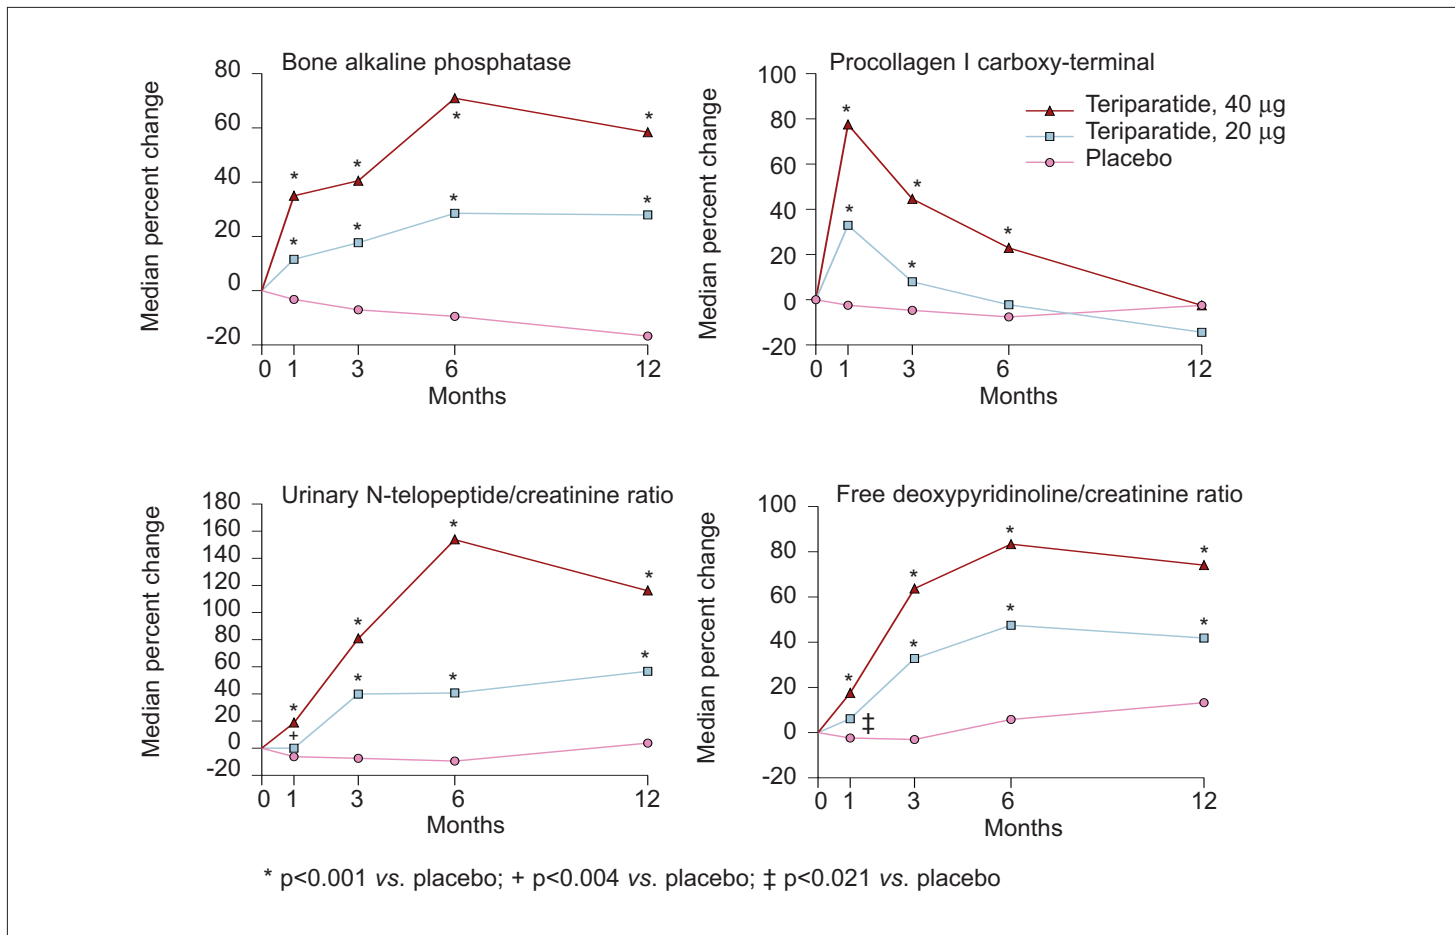 Bone alkaline phosphatase
Median percent change
80
60
40
20
0
-20
* * * *
* * * *
0 1 3 6 12
Months
Procollagen I carboxy-terminal
Median percent change
100
80
60
40
20
0
-20
* * *
* *
Teriparatide, 40 µg
Teriparatide, 20 µg
Placebo
0 1 3 6 12
Months
Urinary N-telopeptide/creatinine ratio
Median percent change
180
160
140
120
100
80
60
40
20
0
-20
* * * *
+ * * *
0 1 3 6 12
Months
Free deoxypyridinoline/creatinine ratio
Median percent change
100
80
60
40
20
0
-20
* * * *
‡ * * *
0 1 3 6 12
Months
* p<0.001 vs. placebo; + p<0.004 vs. placebo; ‡ p<0.021 vs. placebo